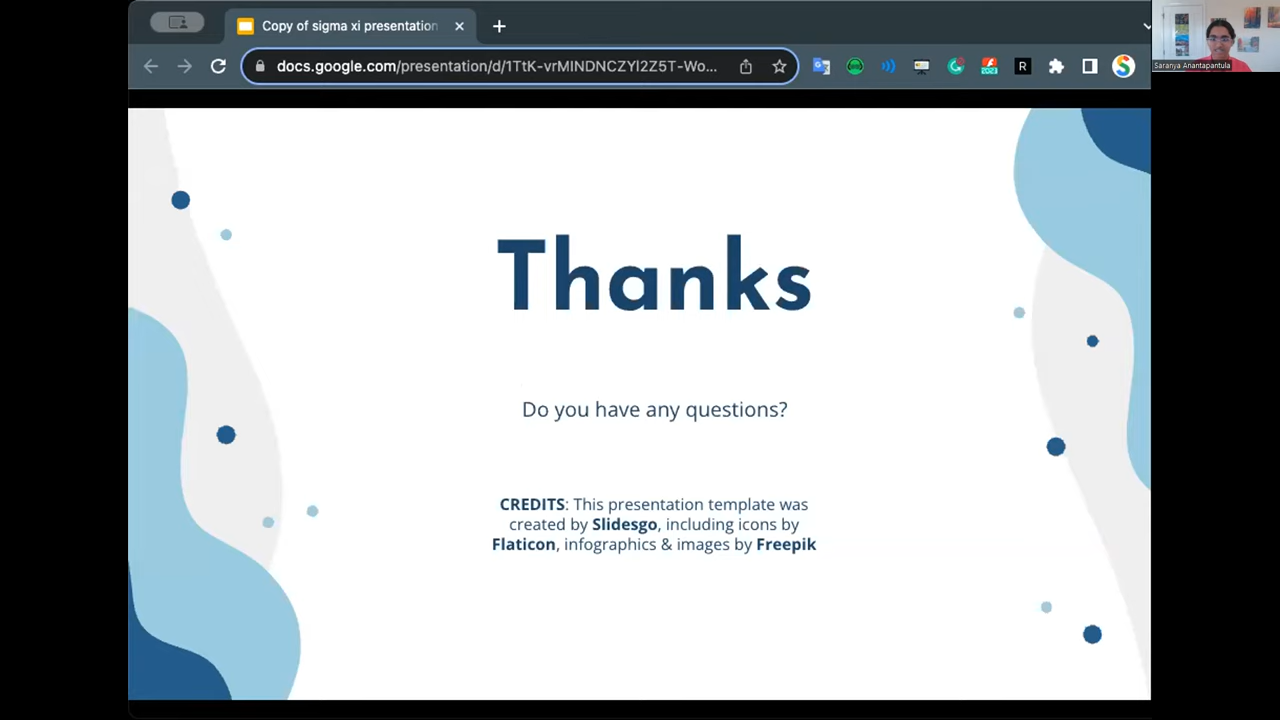 Copy of sigma xi presentation
docs.google.com/presentation/d/1TtK-vrMINDNCZYl2Z5T-Wo...
R
Saranya Anantapantula
Thanks
Do you have any questions?
CREDITS: This presentation template was
created by Slidesgo, including icons by
Flaticon, infographics & images by Freepik